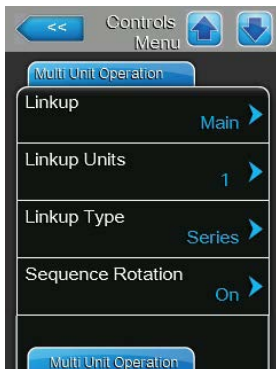 <<
Controls
Menu
Multi Unit Operation
Linkup
Main
Linkup Units
1
Linkup Type
Series
Sequence Rotation
On
Multi Unit Operation